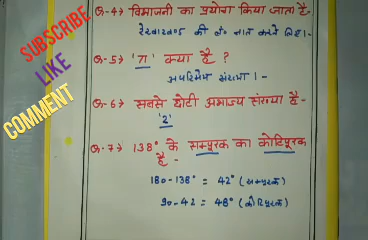 प्र-4→ विभाजनी का प्रयोग किया जाता है-
रेखाखण्ड की ल० ज्ञात करने लिए।-
प्र-5→ 'π' क्या है ?
अपरिमेय संख्या।-
प्र-6→ सबसे छोटी अभाज्य संख्या है-
'2'
प्र-7→ 138° के सम्पूरक का कोटिपूरक
है-
180-138° = 42° (सम्पूरक)
90-42 = 48° (कोटिपूरक)
SUBSCRIBE
LIKE
COMMENT